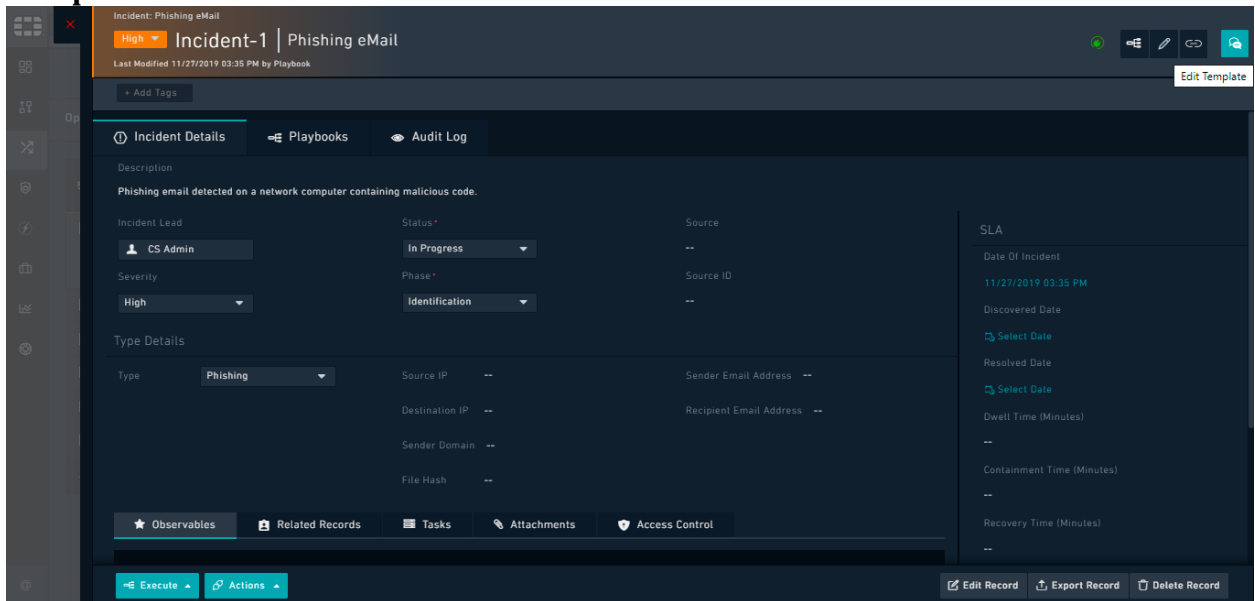 Incident: Phishing eMail
High Incident-1 | Phishing eMail
Last Modified 11/27/2019 03:35 PM by Playbook
Edit Template
+ Add Tags
Op
Incident Details Playbooks Audit Log
Description
Phishing email detected on a network computer containing malicious code.
Incident Lead Status* Source
CS Admin In Progress --
Severity Phase* Source ID
High Identification --
SLA
Date Of Incident
11/27/2019 03:35 PM
Discovered Date
Select Date
Resolved Date
Select Date
Dwell Time (Minutes)
--
Containment Time (Minutes)
--
Recovery Time (Minutes)
--
Type Details
Type Phishing Source IP -- Sender Email Address --
Destination IP -- Recipient Email Address --
Sender Domain --
File Hash --
Observables Related Records Tasks Attachments Access Control
Execute Actions Edit Record Export Record Delete Record